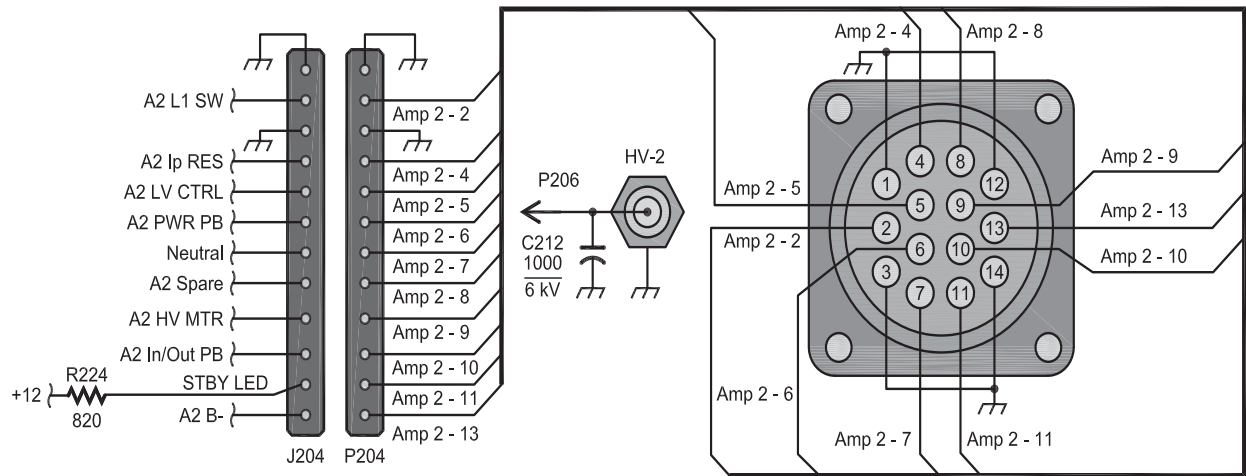 A2 L1 SW
A2 Ip RES
A2 LV CTRL
A2 PWR PB
Neutral
A2 Spare
A2 HV MTR
A2 In/Out PB
STBY LED
A2 B-
+12
R224
820
J204
P204
Amp 2 - 2
Amp 2 - 4
Amp 2 - 5
Amp 2 - 6
Amp 2 - 7
Amp 2 - 8
Amp 2 - 9
Amp 2 - 10
Amp 2 - 11
Amp 2 - 13
P206
HV-2
C212
1000
6 kV
Amp 2 - 4
Amp 2 - 8
Amp 2 - 5
Amp 2 - 9
Amp 2 - 2
Amp 2 - 13
Amp 2 - 10
Amp 2 - 6
Amp 2 - 7
Amp 2 - 11
4
8
1
12
5
9
2
13
6
10
3
14
7
11